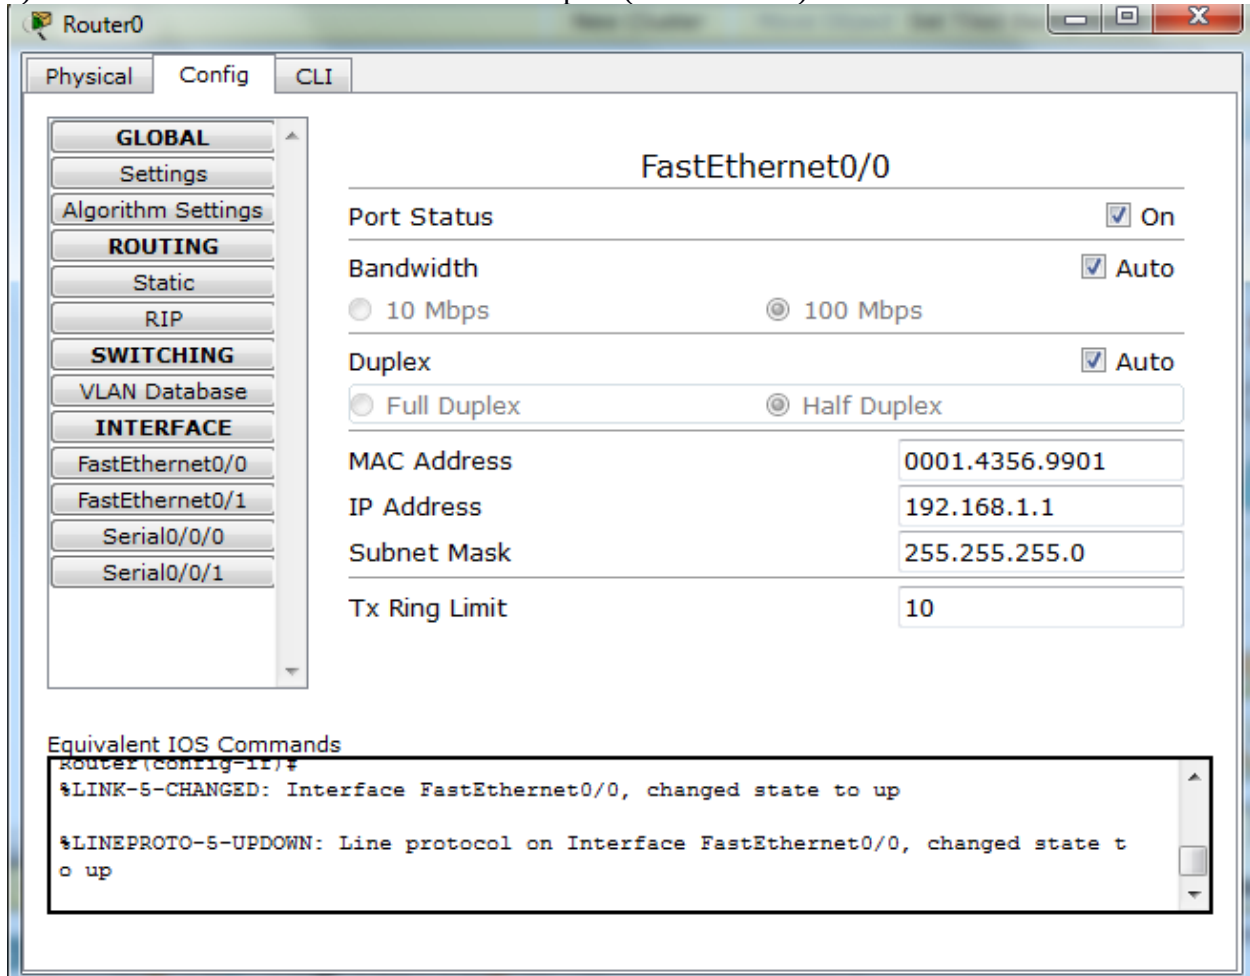 Router0
Physical Config CLI
GLOBAL
Settings
Algorithm Settings
ROUTING
Static
RIP
SWITCHING
VLAN Database
INTERFACE
FastEthernet0/0
FastEthernet0/1
Serial0/0/0
Serial0/0/1
FastEthernet0/0
Port Status On
Bandwidth Auto
10 Mbps 100 Mbps
Duplex Auto
Full Duplex Half Duplex
MAC Address 0001.4356.9901
IP Address 192.168.1.1
Subnet Mask 255.255.255.0
Tx Ring Limit 10
Equivalent IOS Commands
Router(config-if)#
%LINK-5-CHANGED: Interface FastEthernet0/0, changed state to up
%LINEPROTO-5-UPDOWN: Line protocol on Interface FastEthernet0/0, changed state t
o up